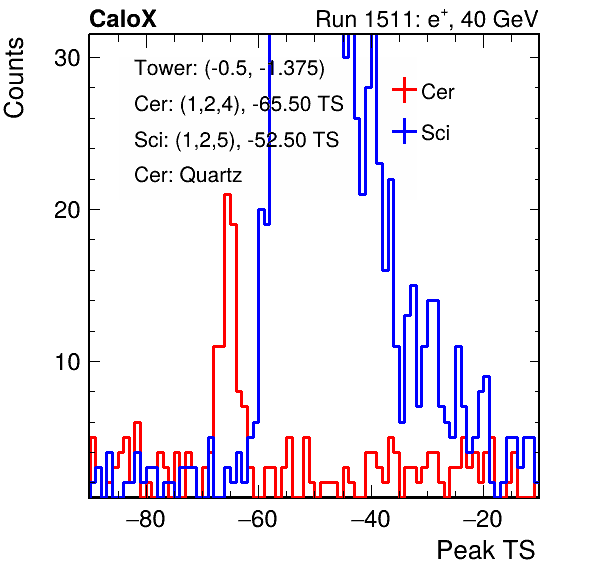 CaloX Run 1511: e⁺, 40 GeV
Counts
30
20
10
Tower: (-0.5, -1.375)
Cer: (1,2,4), -65.50 TS
Sci: (1,2,5), -52.50 TS
Cer: Quartz
Cer
Sci
−80 −60 −40 −20
Peak TS